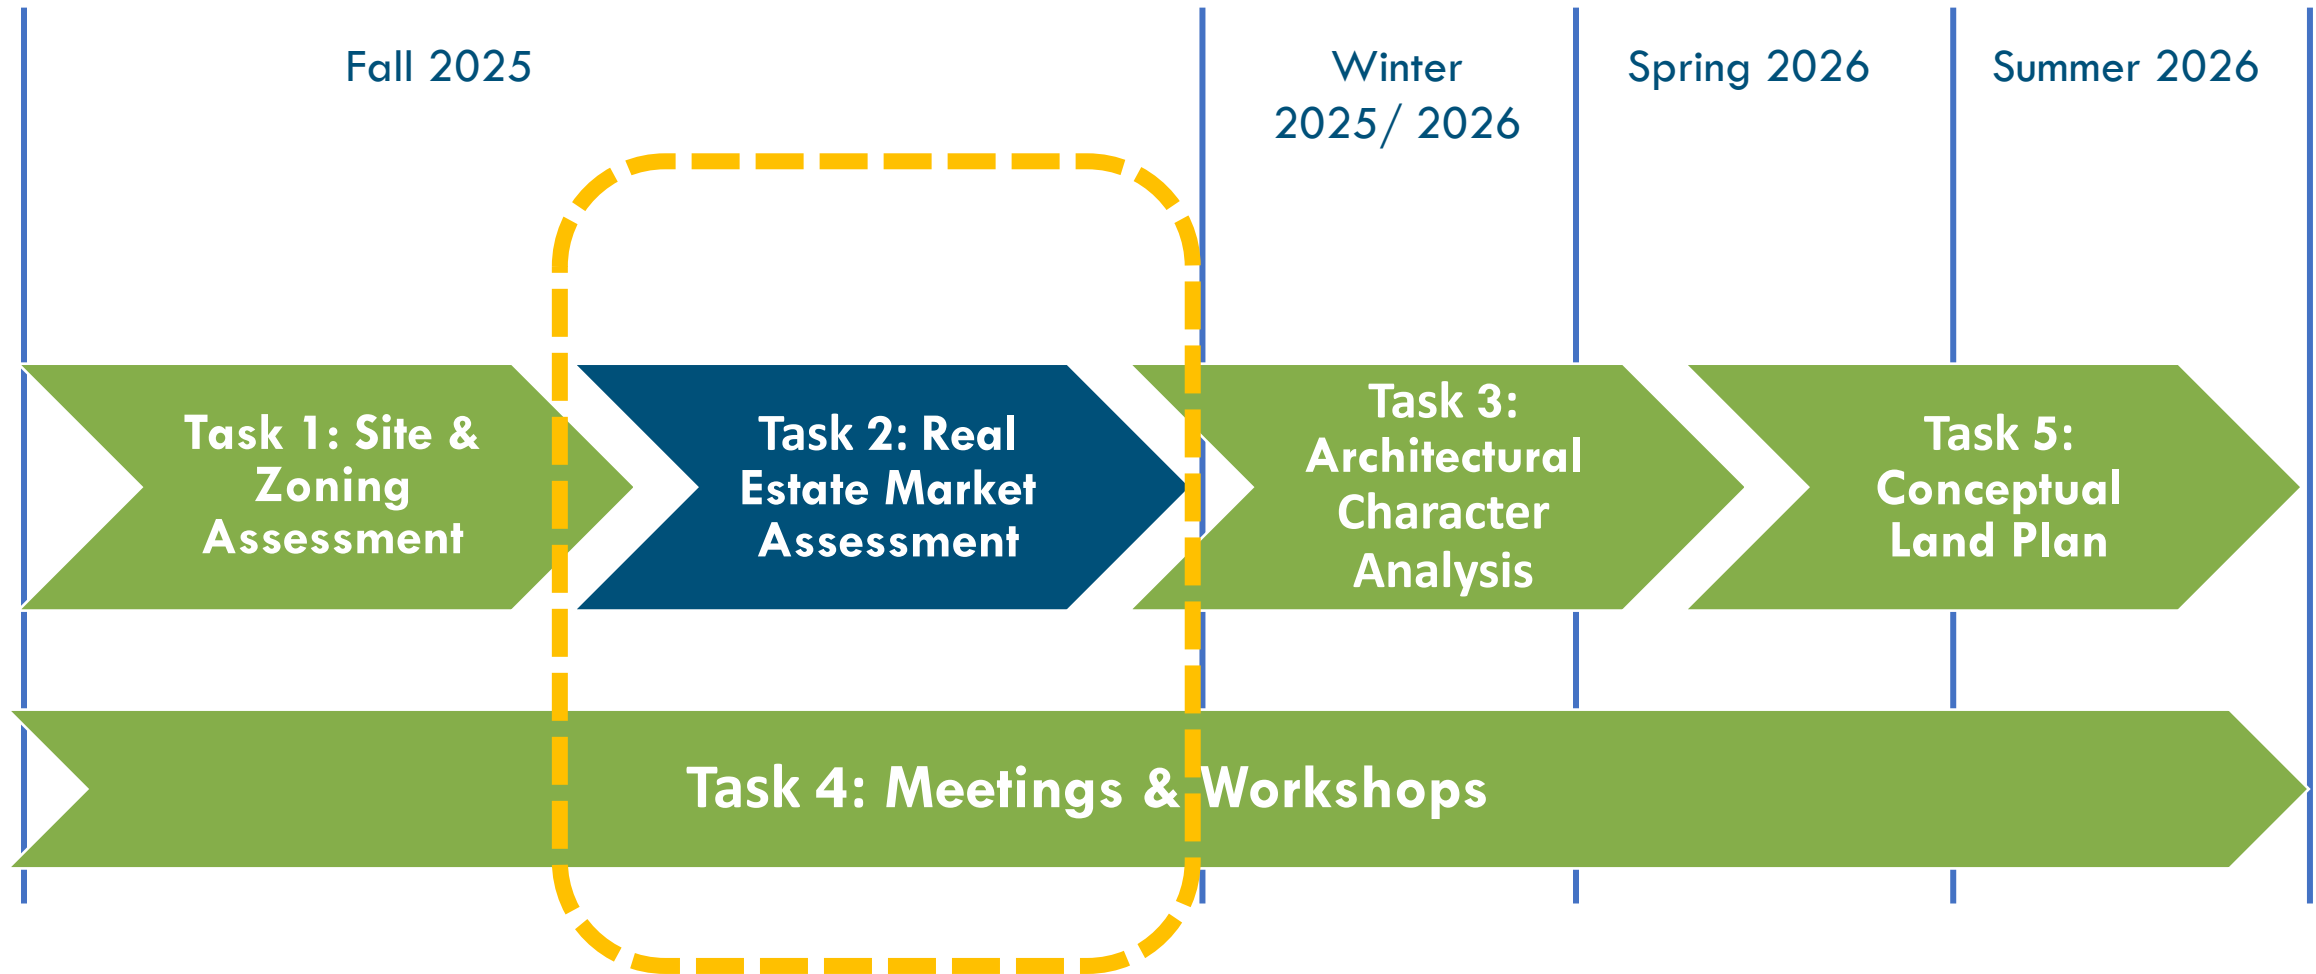 Fall 2025
Winter
2025/ 2026
Spring 2026
Summer 2026
Task 1: Site &
Zoning
Assessment
Task 2: Real
Estate Market
Assessment
Task 3:
Architectural
Character
Analysis
Task 5:
Conceptual
Land Plan
Task 4: Meetings & Workshops